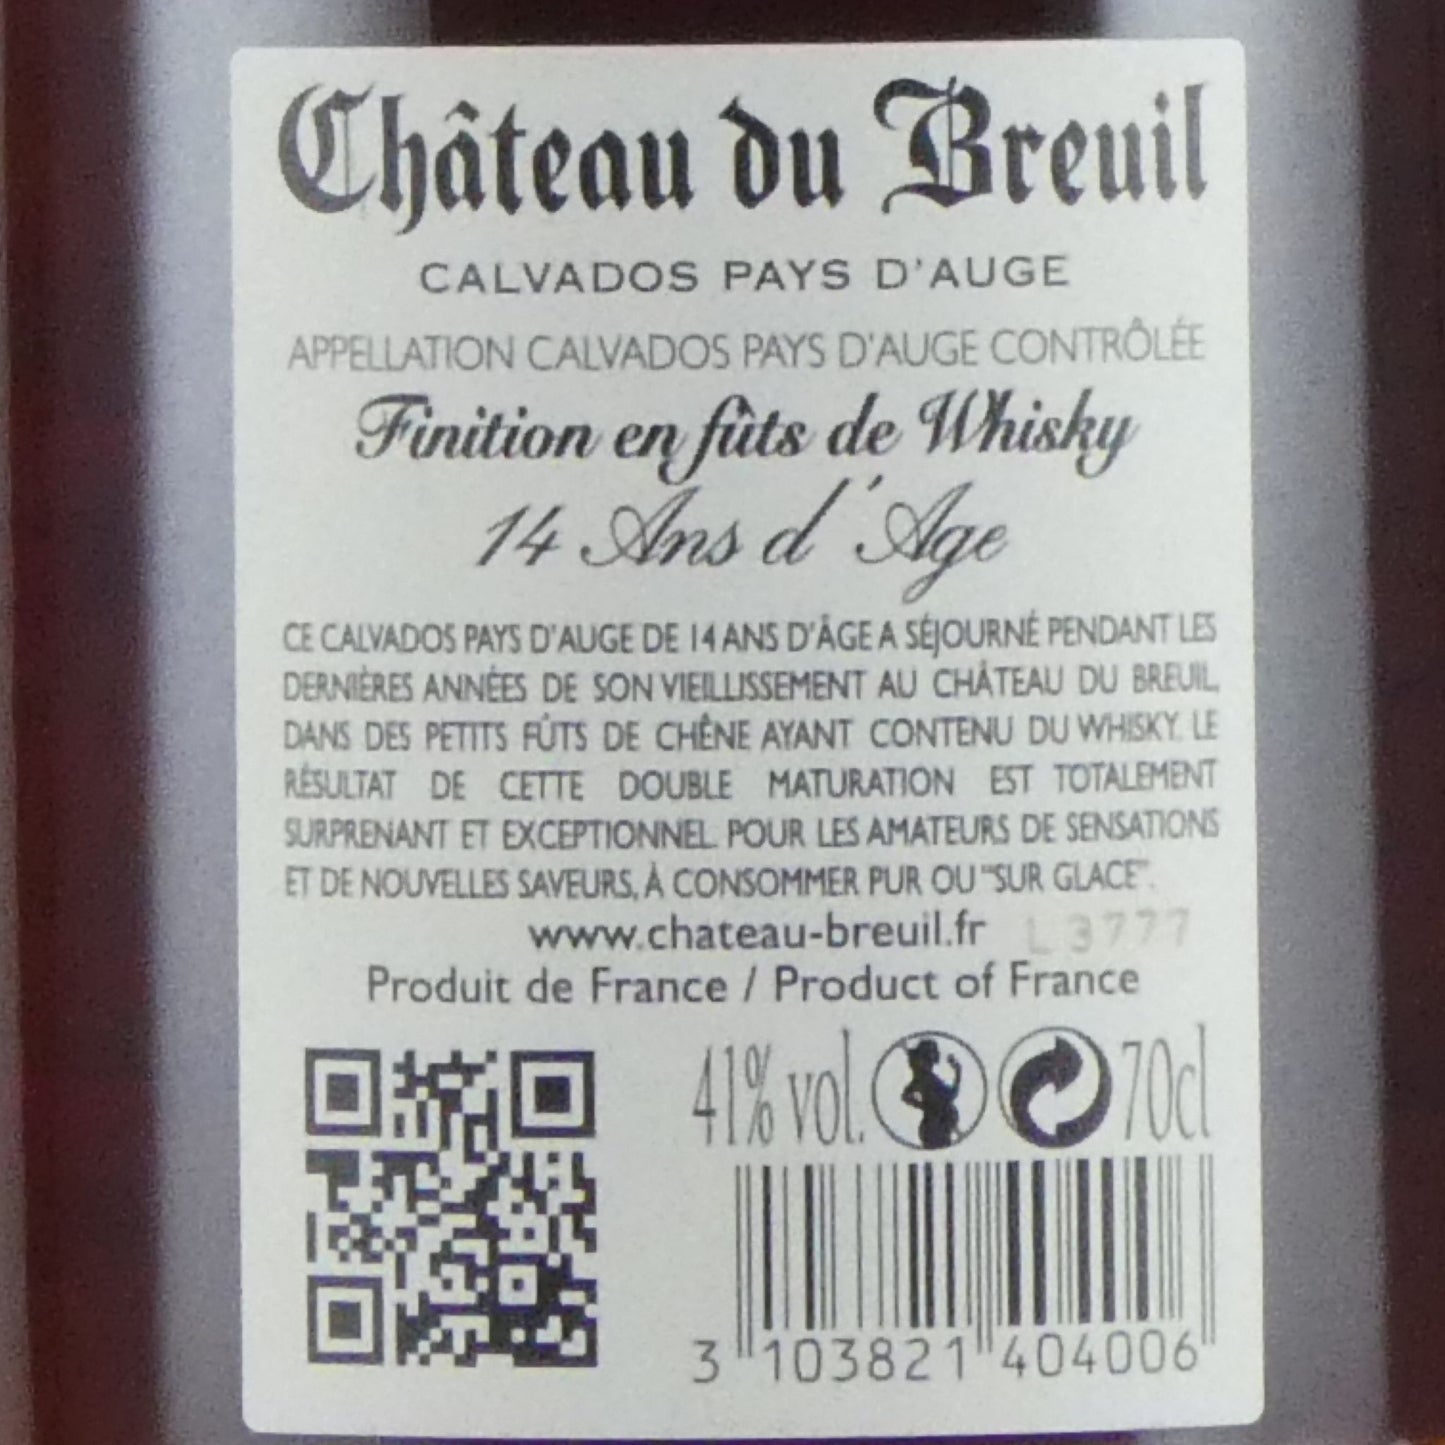 Château du Breuil
CALVADOS PAYS D'AUGE
APPELLATION CALVADOS PAYS D'AUGE CONTRÔLÉE
Finition en fûts de Whisky
14 Ans d'Age
CE CALVADOS PAYS D'AUGE DE 14 ANS D'ÂGE A SÉJOURNÉ PENDANT LES
DERNIÈRES ANNÉES DE SON VIEILLISSEMENT AU CHÂTEAU DU BREUIL,
DANS DES PETITS FÛTS DE CHÊNE AYANT CONTENU DU WHISKY. LE
RÉSULTAT DE CETTE DOUBLE MATURATION EST TOTALEMENT
SURPRENANT ET EXCEPTIONNEL POUR LES AMATEURS DE SENSATIONS
ET DE NOUVELLES SAVEURS, À CONSOMMER PUR OU "SUR GLACE".
www.chateau-breuil.fr L 3777
Produit de France / Product of France
41% vol. 70cl
3 103821 404006